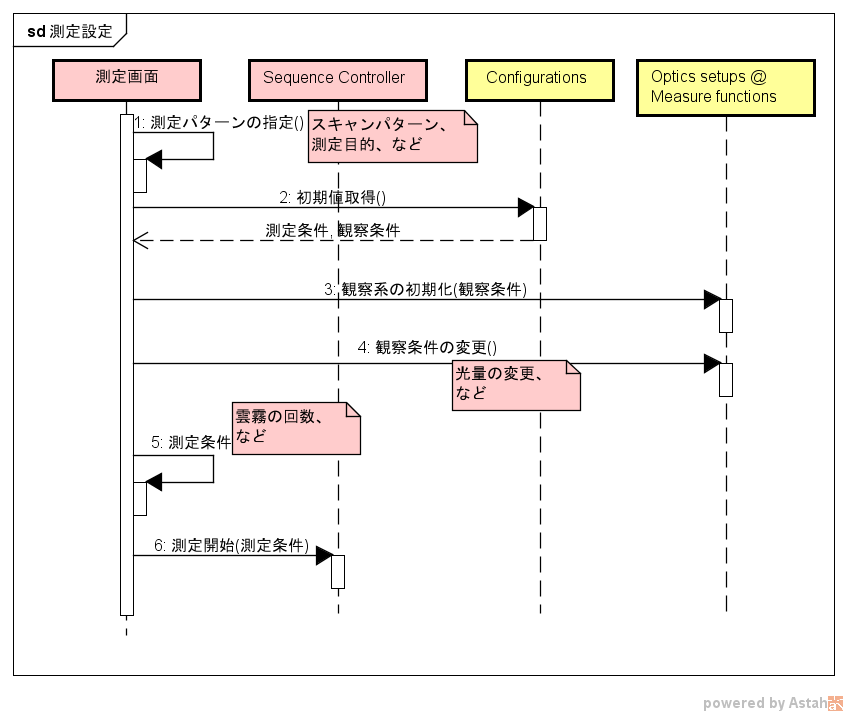 sd 測定設定
測定画面
Sequence Controller
Configurations
Optics setups @
Measure functions
1: 測定パターンの指定()
スキャンパターン、
測定目的、など
2: 初期値取得()
測定条件, 観察条件
3: 観察系の初期化(観察条件)
4: 観察条件の変更()
光量の変更、
など
雲霧の回数、
など
5: 測定条件
6: 測定開始(測定条件)
powered by Astah